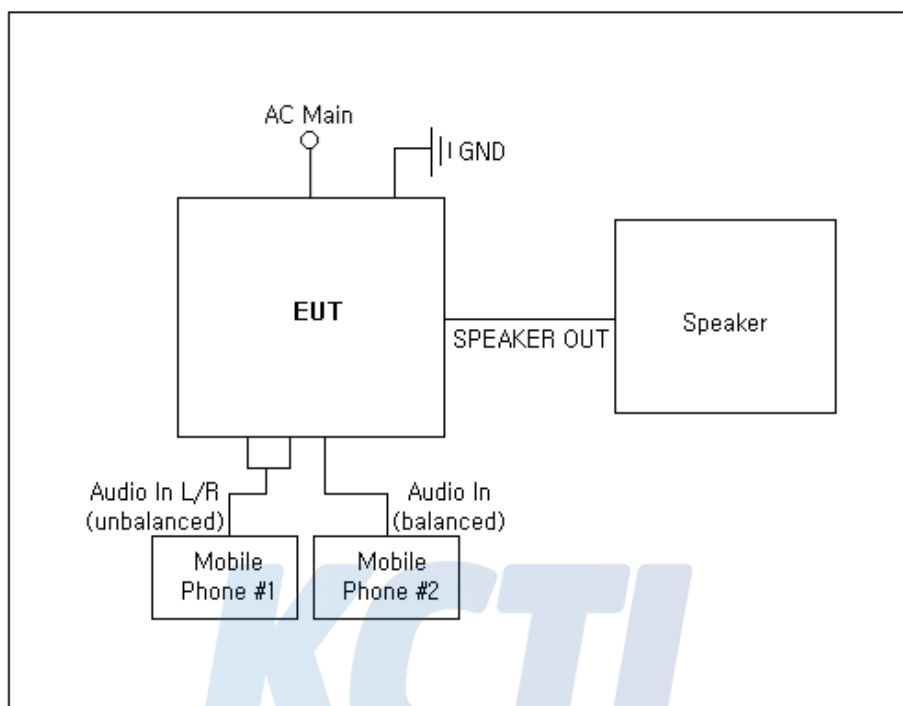 AC Main
GND
EUT
SPEAKER OUT
Speaker
Audio In L/R
(unbalanced)
Audio In
(balanced)
Mobile
Phone #1
Mobile
Phone #2
KCTL